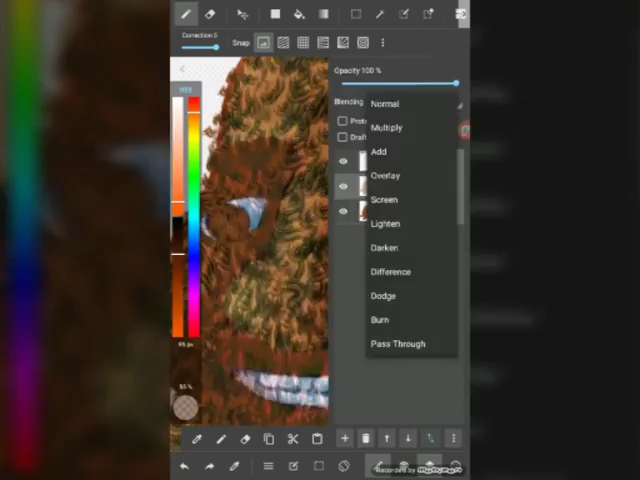 Correction 5
Snap
Opacity 100 %
Blending
Normal
Prote
Multiply
Draft
Add
Overlay
Screen
Lighten
Darken
Difference
Dodge
Burn
Pass Through
Recorded by